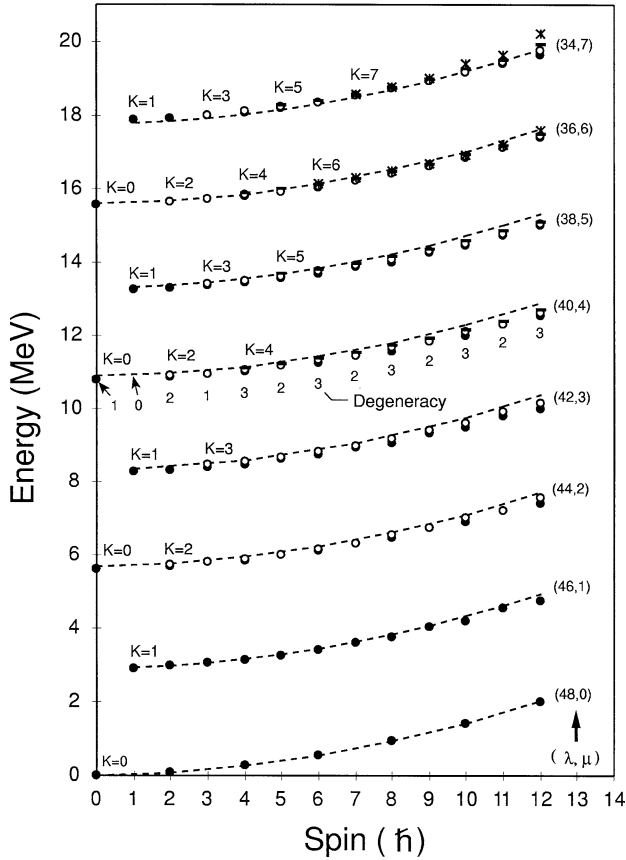 20
(34,7)
K=7
K=5
K=3
K=1
18
(36,6)
K=6
K=4
K=2
K=0
16
(38,5)
K=5
K=3
K=1
14
(40,4)
K=4
K=2
K=0
12
3
2
3
2
3
2
3
2
3
1
2
0
1
Degeneracy
10
(42,3)
K=3
K=1
8
(44,2)
K=2
K=0
6
(46,1)
K=1
4
(48,0)
2
K=0
(λ,μ)
0
0 1 2 3 4 5 6 7 8 9 10 11 12 13 14
Energy (MeV)
Spin (ℏ)